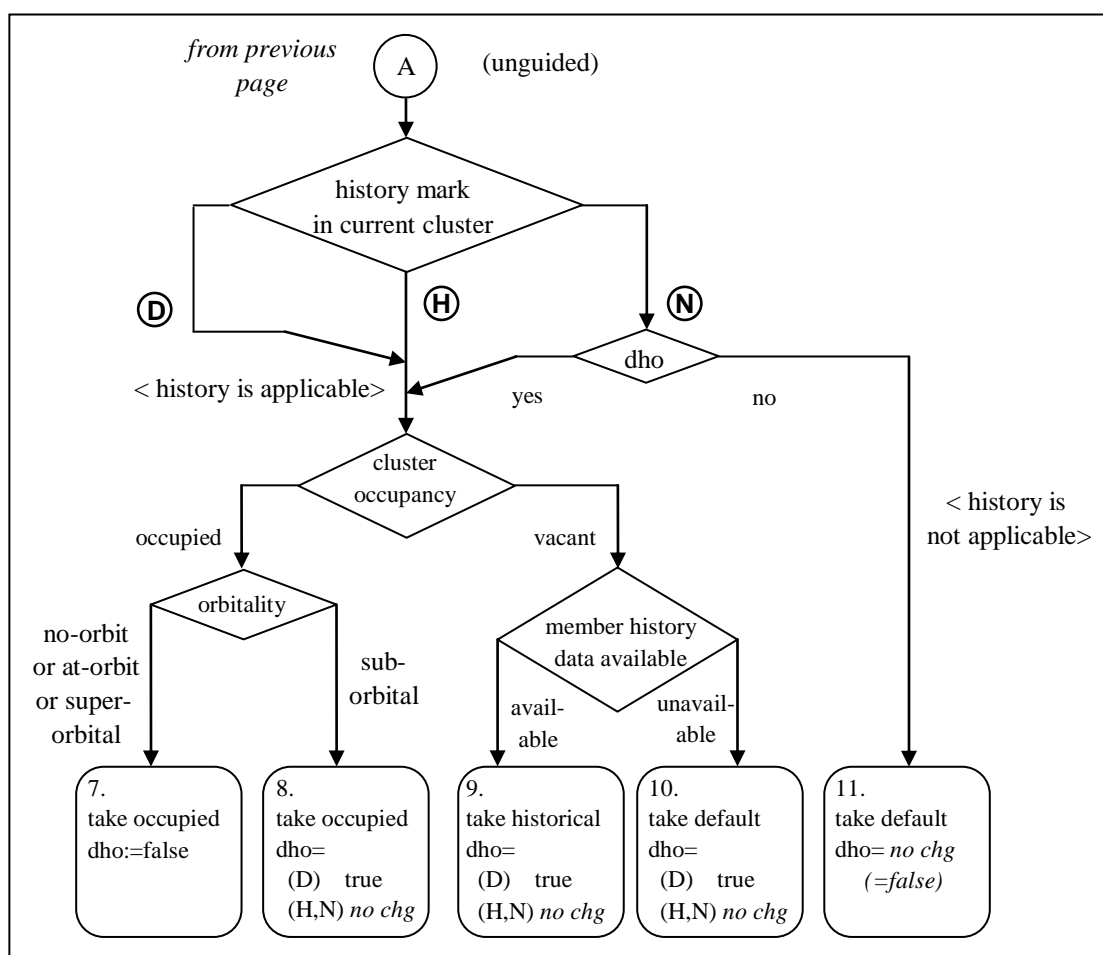 from previous
page
A
(unguided)
history mark
in current cluster
D
H
N
dho
< history is applicable>
yes
no
cluster
occupancy
< history is
not applicable>
occupied
vacant
orbitality
no-orbit
or at-orbit
or super-
orbital
sub-
orbital
member history
data available
avail-
able
unavail-
able
7.
take occupied
dho:=false
8.
take occupied
dho=
(D) true
(H,N) no chg
9.
take historical
dho=
(D) true
(H,N) no chg
10.
take default
dho=
(D) true
(H,N) no chg
11.
take default
dho= no chg
(=false)